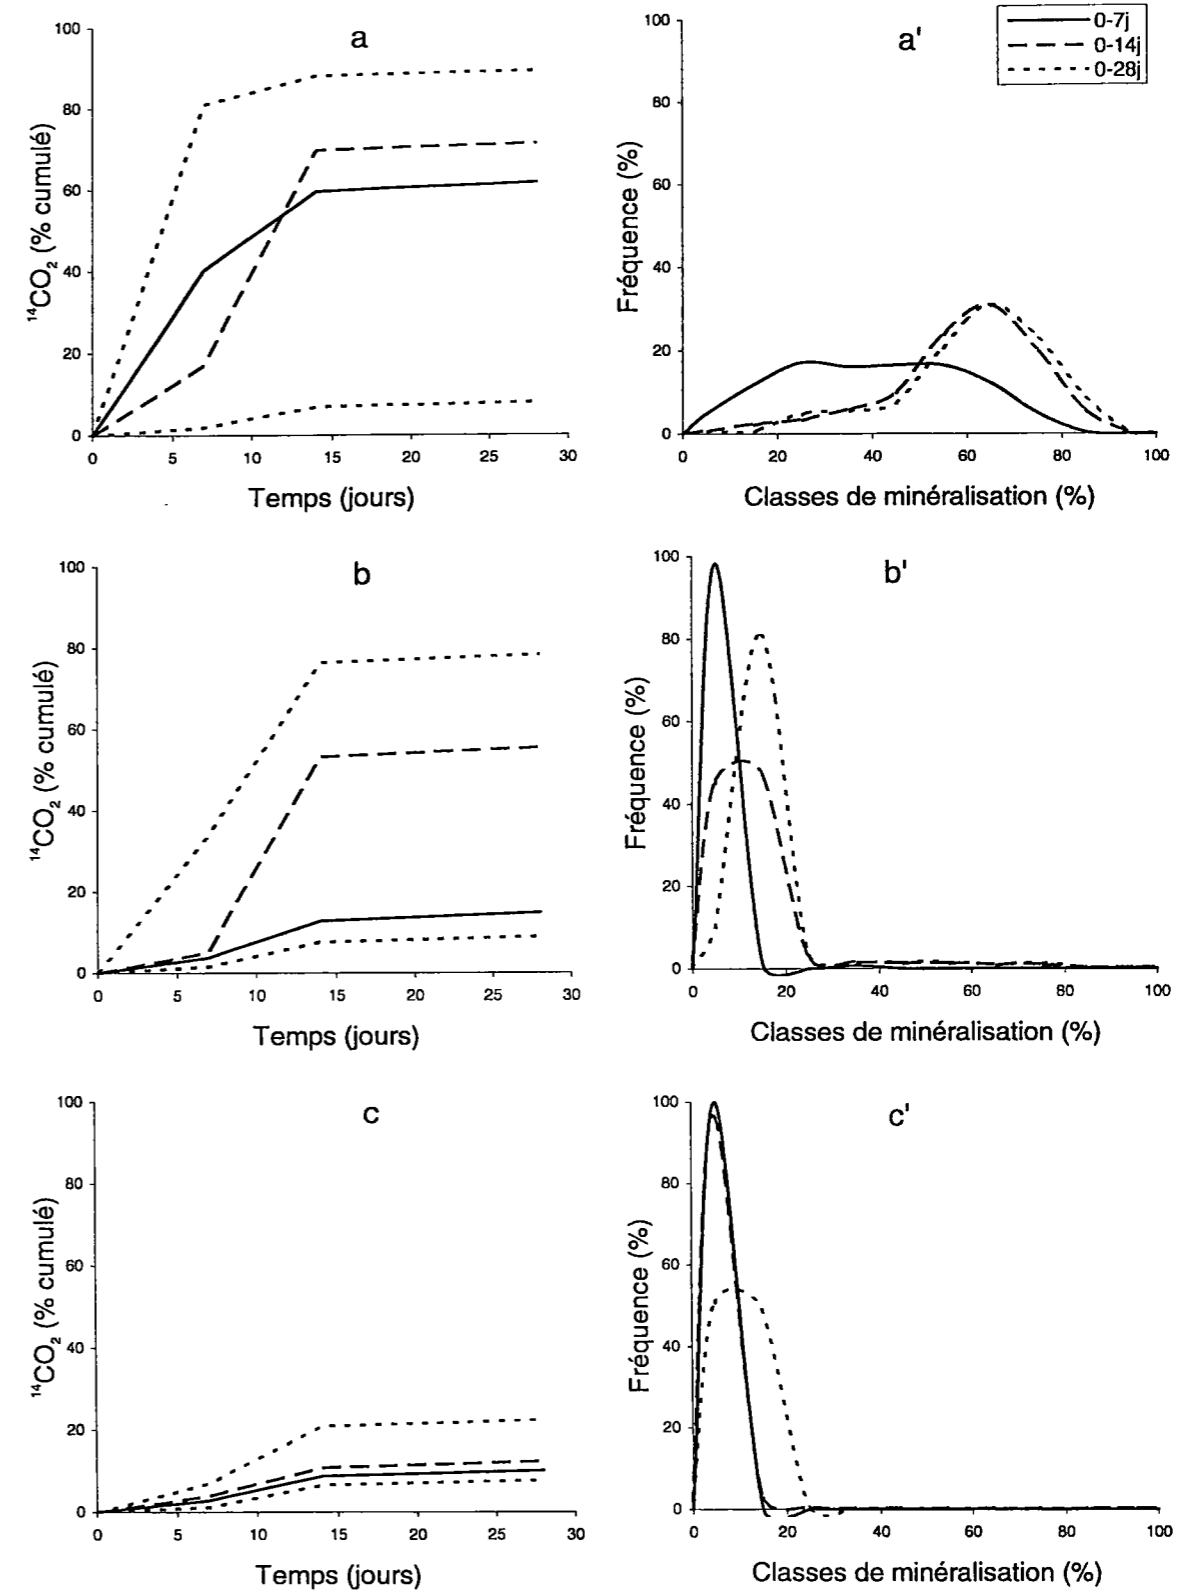 a
100
80
60
40
20
0
¹⁴CO₂ (% cumulé)
0 5 10 15 20 25 30
Temps (jours)
a'
0-7j
0-14j
0-28j
100
80
60
40
20
0
Fréquence (%)
0 20 40 60 80 100
Classes de minéralisation (%)
b
100
80
60
40
20
0
¹⁴CO₂ (% cumulé)
0 5 10 15 20 25 30
Temps (jours)
b'
100
80
60
40
20
0
Fréquence (%)
0 20 40 60 80 100
Classes de minéralisation (%)
c
100
80
60
40
20
0
¹⁴CO₂ (% cumulé)
0 5 10 15 20 25 30
Temps (jours)
c'
100
80
60
40
20
0
Fréquence (%)
0 20 40 60 80 100
Classes de minéralisation (%)